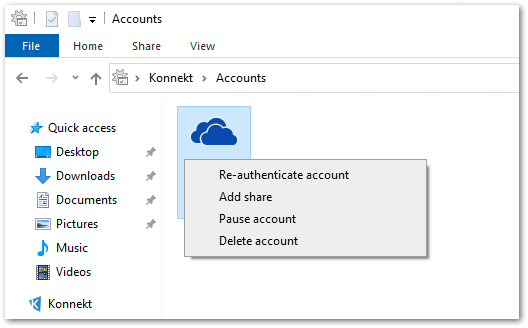 Accounts
File
Home
Share
View
Konnekt
Accounts
Quick access
Desktop
Downloads
Documents
Pictures
Music
Videos
Konnekt
Re-authenticate account
Add share
Pause account
Delete account